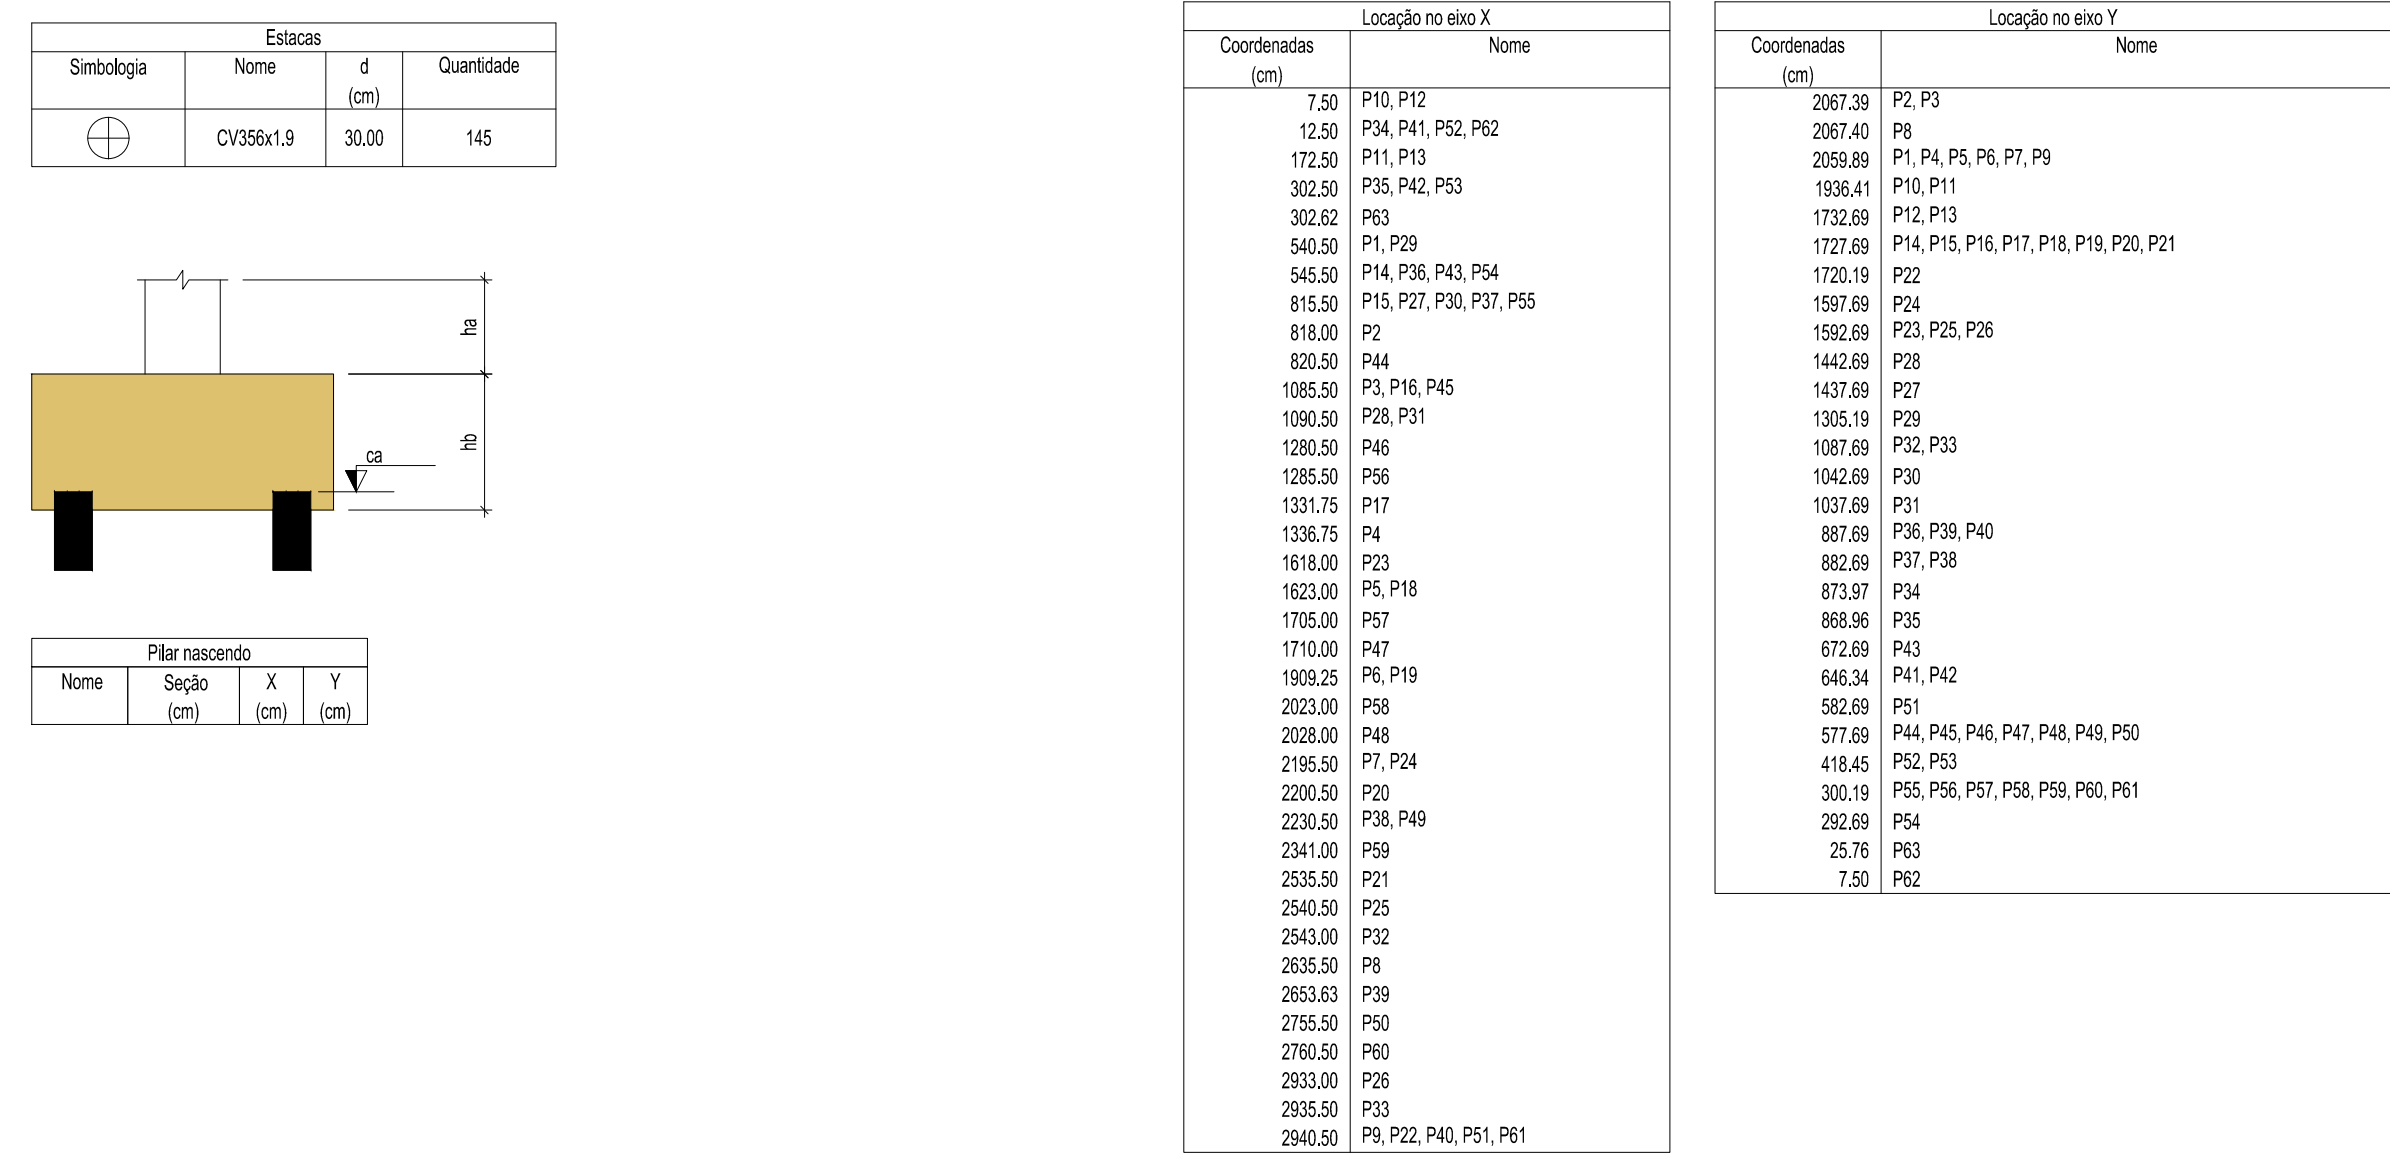 Estacas
Simbologia Nome d Quantidade
(cm)
CV356x1.9 30.00 145
ha
hb
ca
Pilar nascendo
Nome Seção X Y
(cm) (cm) (cm)
Locação no eixo X
Coordenadas Nome
(cm)
7.50 P10, P12
12.50 P34, P41, P52, P62
172.50 P11, P13
302.50 P35, P42, P53
302.62 P63
540.50 P1, P29
545.50 P14, P36, P43, P54
815.50 P15, P27, P30, P37, P55
818.00 P2
820.50 P44
1085.50 P3, P16, P45
1090.50 P28, P31
1280.50 P46
1285.50 P56
1331.75 P17
1336.75 P4
1618.00 P23
1623.00 P5, P18
1705.00 P57
1710.00 P47
1909.25 P6, P19
2023.00 P58
2028.00 P48
2195.50 P7, P24
2200.50 P20
2230.50 P38, P49
2341.00 P59
2535.50 P21
2540.50 P25
2543.00 P32
2635.50 P8
2653.63 P39
2755.50 P50
2760.50 P60
2933.00 P26
2935.50 P33
2940.50 P9, P22, P40, P51, P61
Locação no eixo Y
Coordenadas Nome
(cm)
2067.39 P2, P3
2067.40 P8
2059.89 P1, P4, P5, P6, P7, P9
1936.41 P10, P11
1732.69 P12, P13
1727.69 P14, P15, P16, P17, P18, P19, P20, P21
1720.19 P22
1597.69 P24
1592.69 P23, P25, P26
1442.69 P28
1437.69 P27
1305.19 P29
1087.69 P32, P33
1042.69 P30
1037.69 P31
887.69 P36, P39, P40
882.69 P37, P38
873.97 P34
868.96 P35
672.69 P43
646.34 P41, P42
582.69 P51
577.69 P44, P45, P46, P47, P48, P49, P50
418.45 P52, P53
300.19 P55, P56, P57, P58, P59, P60, P61
292.69 P54
25.76 P63
7.50 P62